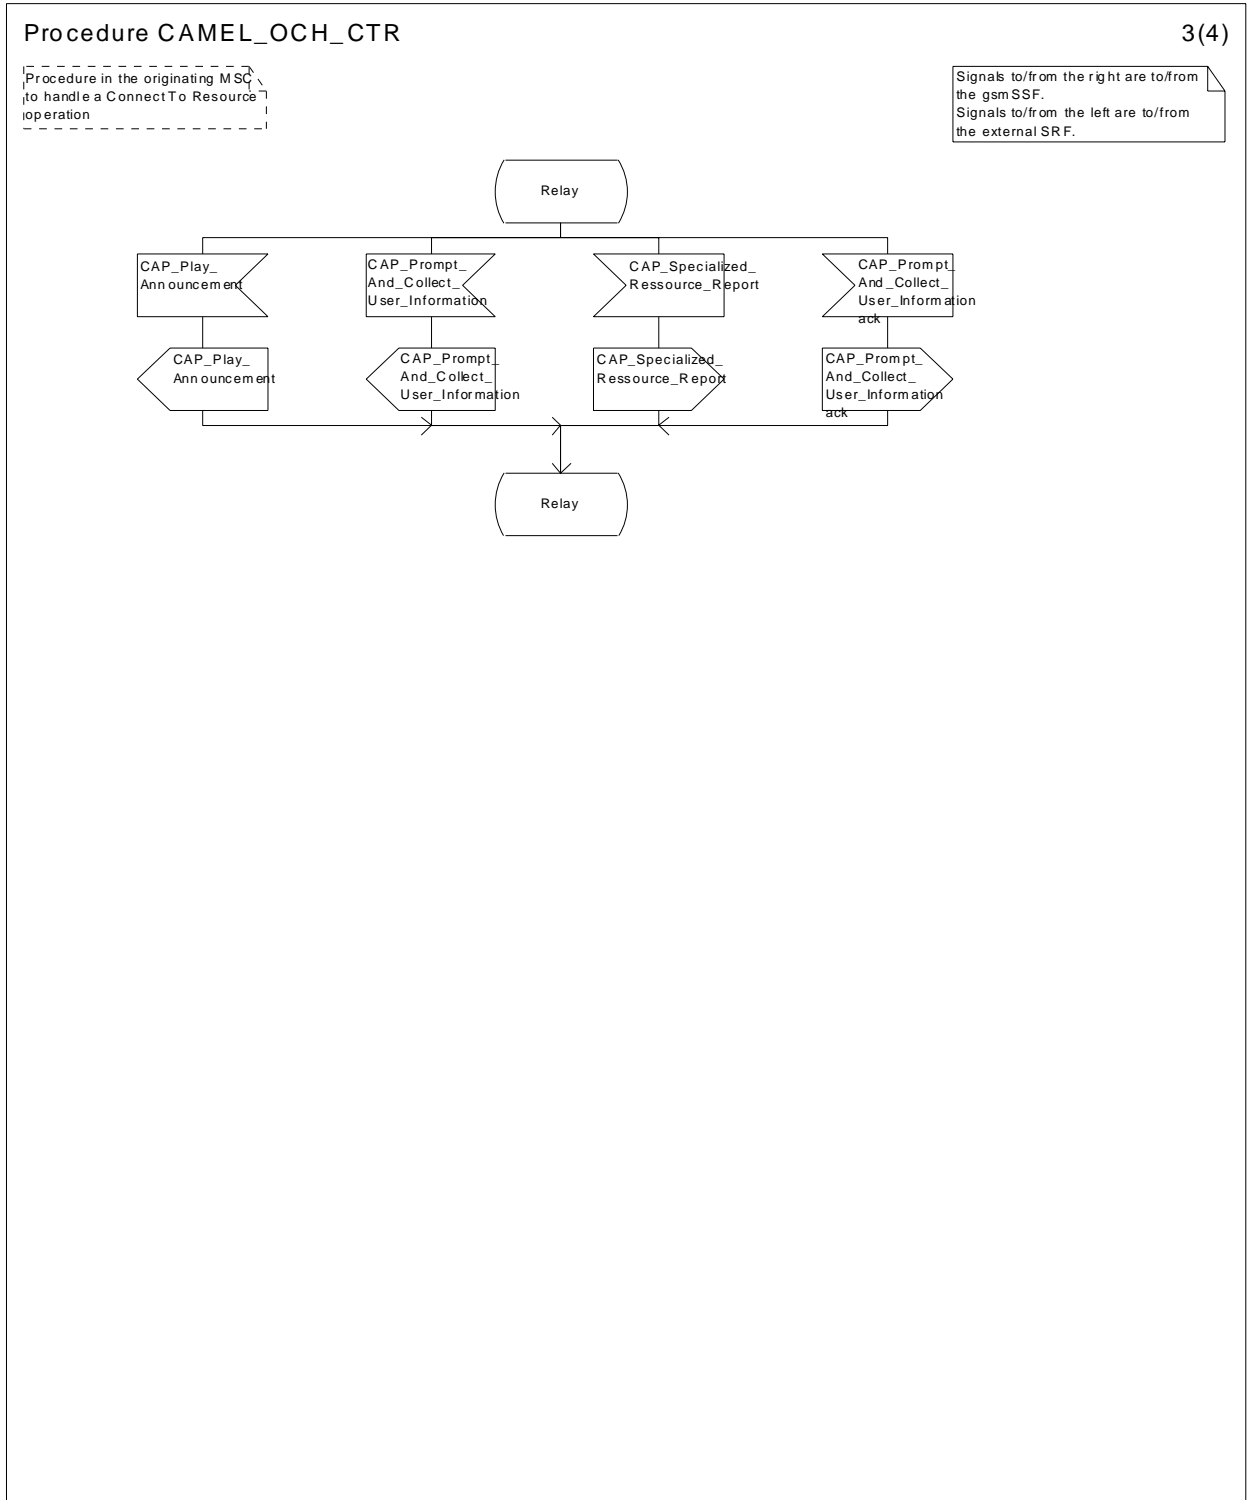 Procedure CAMEL_OCH_CTR
3(4)
Procedure in the originating MSC
to handle a Connect To Resource
operation
Signals to/from the right are to/from
the gsmSSF.
Signals to/from the left are to/from
the external SRF.
Relay
CAP_Play_
Announcement
CAP_Prompt_
And_Collect_
User_Information
CAP_Specialized_
Ressource_Report
CAP_Prompt_
And_Collect_
User_Information
ack
CAP_Play_
Announcement
CAP_Prompt_
And_Collect_
User_Information
CAP_Specialized_
Ressource_Report
CAP_Prompt_
And_Collect_
User_Information
ack
Relay